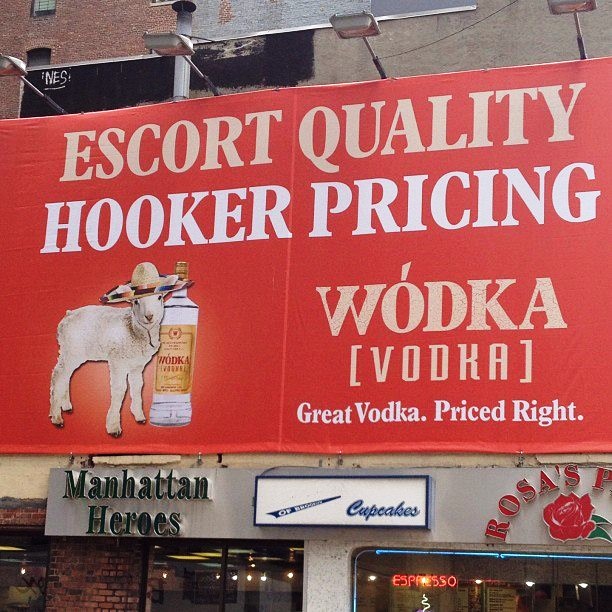 'NES'
ESCORT QUALITY
HOOKER PRICING
WÓDKA
[VODKA]
WÓDKA
[VODKA]
Great Vodka. Priced Right.
Manhattan
Heroes
Cupcakes
ROSA'S P
ESPRESSO